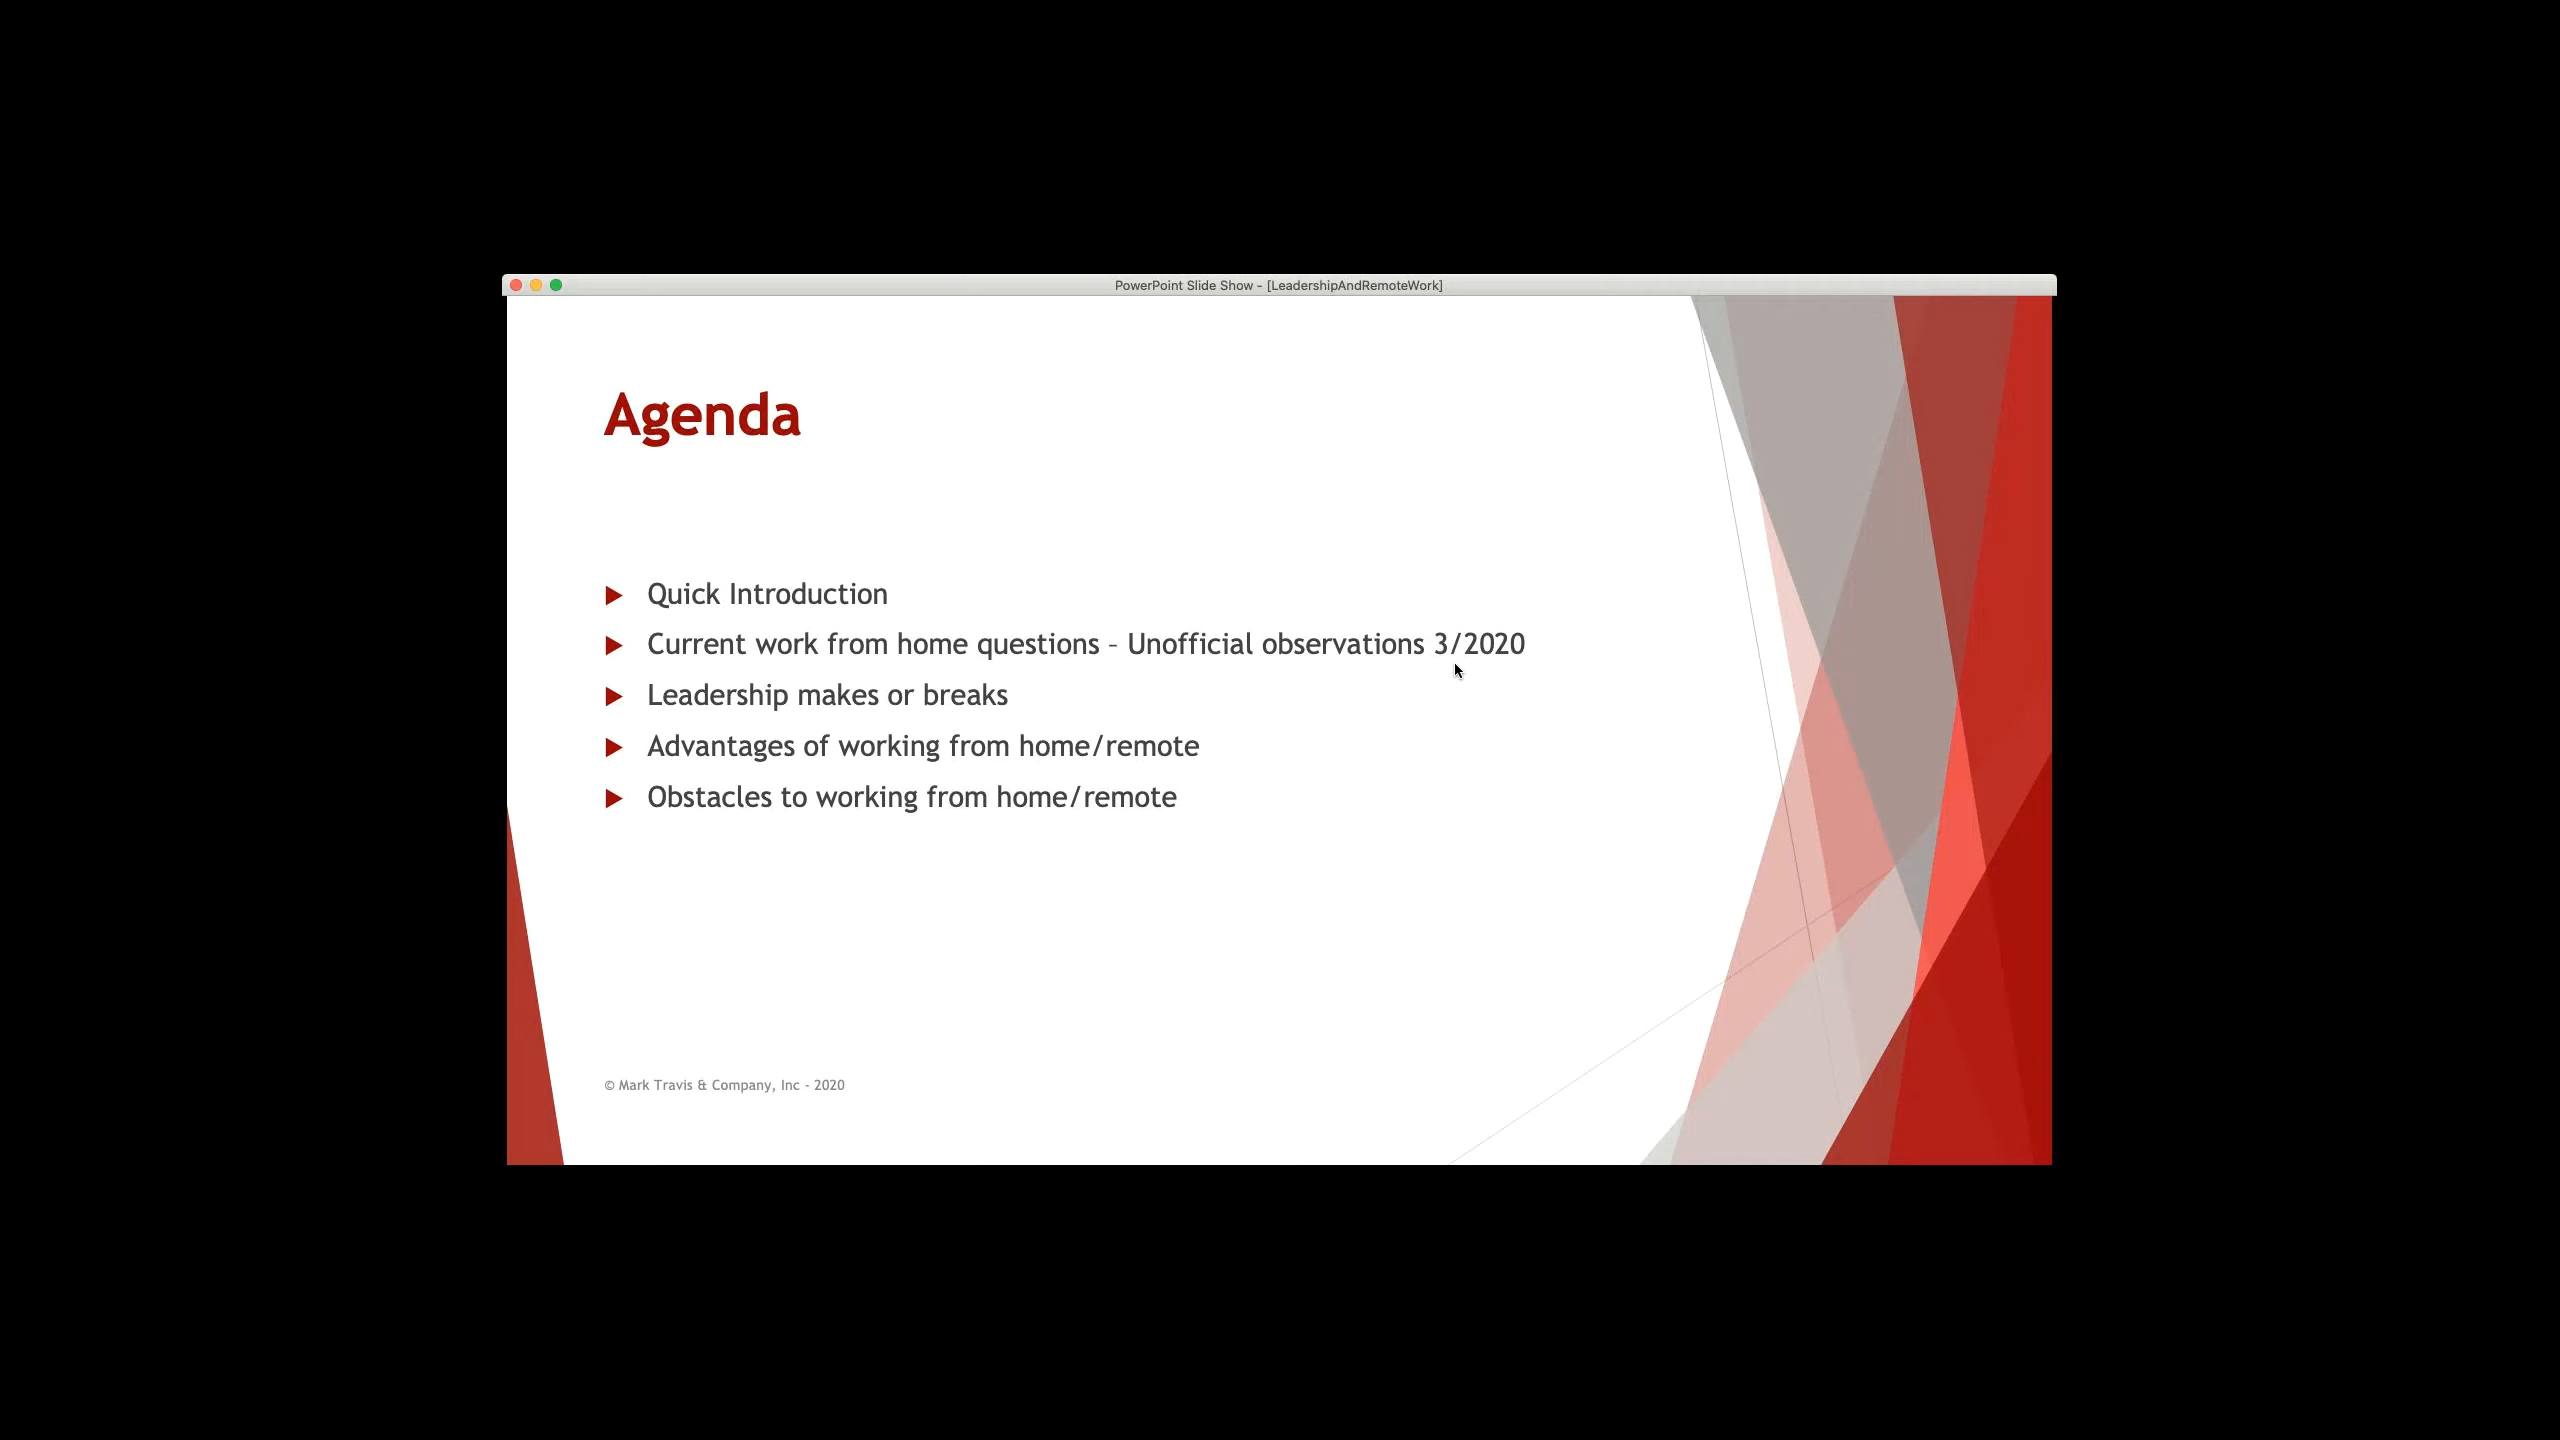 PowerPoint Slide Show - [LeadershipAndRemoteWork]
Agenda
Quick Introduction
Current work from home questions – Unofficial observations 3/2020
Leadership makes or breaks
Advantages of working from home/remote
Obstacles to working from home/remote
© Mark Travis & Company, Inc - 2020